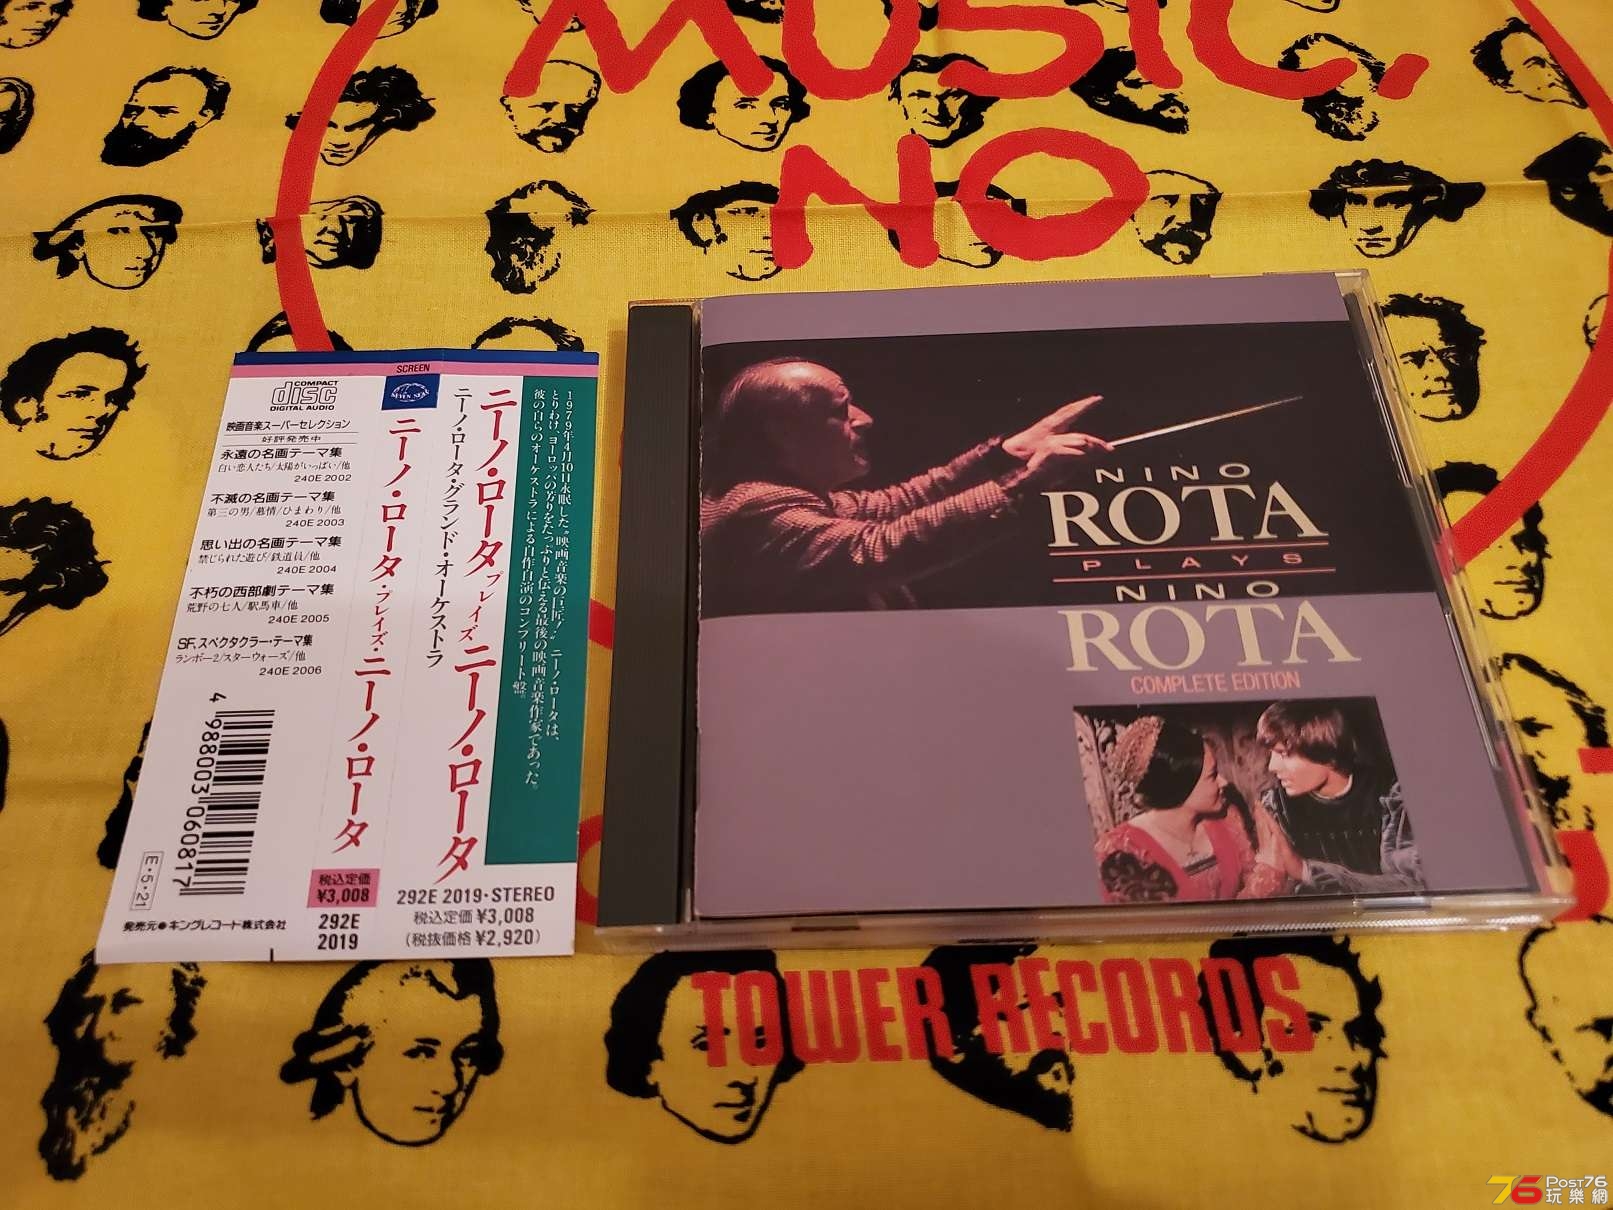 MUSIC.
NO
SCREEN
COMPACT
disc
DIGITAL AUDIO
映画音楽スーパーセレクション
好評発売中
永遠の名画テーマ集
白い恋人たち/太陽がいっぱい/他
240E 2002
不滅の名画テーマ集
第三の男/慕情/ひまわり/他
240E 2003
思い出の名画テーマ集
禁じられた遊び/鉄道員/他
240E 2004
不朽の西部劇テーマ集
荒野の七人/駅馬車/他
240E 2005
SF、スペクタクラー・テーマ集
ランボー2/スターウォーズ/他
240E 2006
4 988003 060817
E・5・21
発売元●キングレコード株式会社
SEVEN SEAS
ニーノ・ロータ・プレイズ・ニーノ・ロータ
税込定価
¥3,008
292E
2019
ニーノ・ロータ プレイズ ニーノ・ロータ
ニーノ・ロータ・グランド・オーケストラ
1979年4月10日永眠した“映画音楽の巨匠!”ニーノ・ロータは、
とりわけ、ヨーロッパの芳りをたっぷりと伝える最後の映画音楽作家であった。
彼の自らのオーケストラによる自作自演のコンプリート盤。
292E 2019・STEREO
税込定価¥3,008
(税抜価格¥2,920)
NINO
ROTA
PLAYS
NINO
ROTA
COMPLETE EDITION
TOWER RECORDS
76 Post76
玩樂網